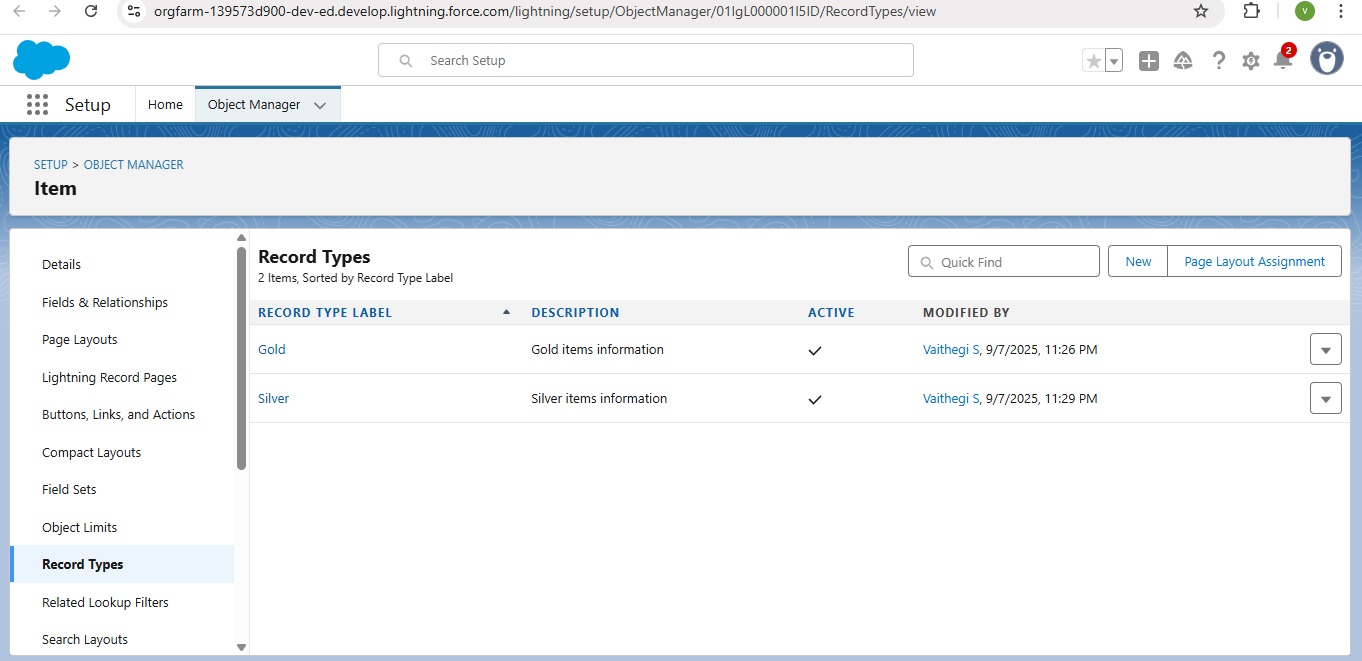 orgfarm-139573d900-dev-ed.develop.lightning.force.com/lightning/setup/ObjectManager/01IgL000001I5ID/RecordTypes/view
V
Search Setup
2
Setup
Home
Object Manager
SETUP > OBJECT MANAGER
Item
Details
Fields & Relationships
Page Layouts
Lightning Record Pages
Buttons, Links, and Actions
Compact Layouts
Field Sets
Object Limits
Record Types
Related Lookup Filters
Search Layouts
Record Types
2 Items, Sorted by Record Type Label
Quick Find
New
Page Layout Assignment
RECORD TYPE LABEL DESCRIPTION ACTIVE MODIFIED BY
Gold Gold items information Vaithegi S, 9/7/2025, 11:26 PM
Silver Silver items information Vaithegi S, 9/7/2025, 11:29 PM